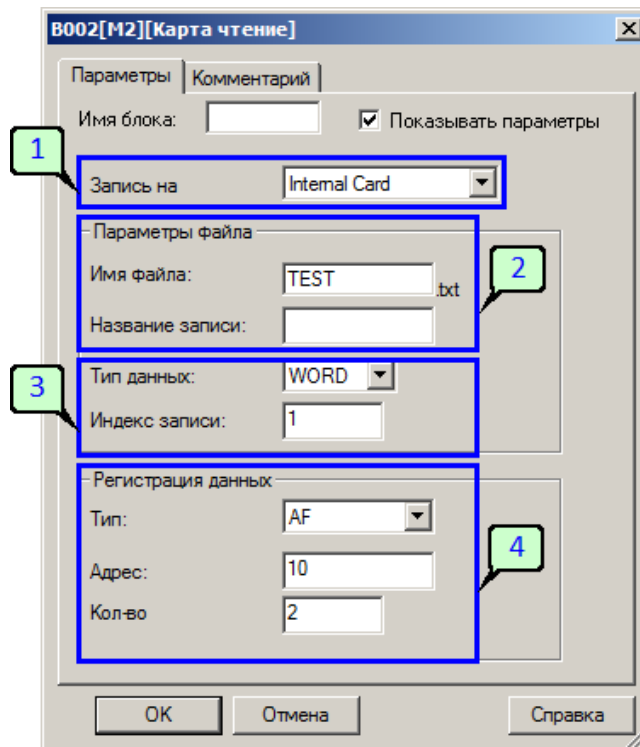 B002[M2][Карта чтение]
Параметры Комментарий
Имя блока: Показывать параметры
1
Запись на Internal Card
Параметры файла
2
Имя файла: TEST .txt
Название записи:
3
Тип данных: WORD
Индекс записи: 1
Регистрация данных
Тип: AF
4
Адрес: 10
Кол-во 2
OK Отмена Справка